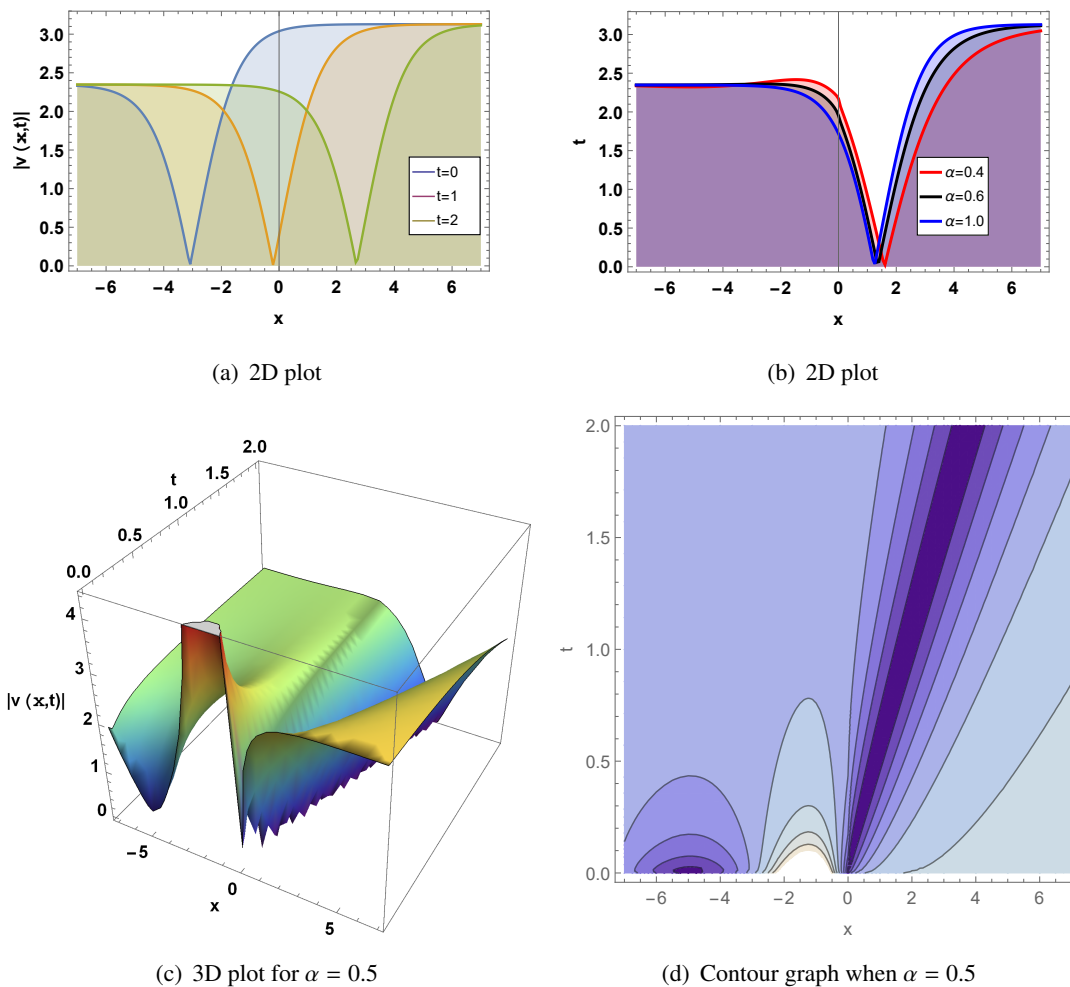 3.0
2.5
2.0
1.5
1.0
0.5
0.0
|v (x,t)|
−6 −4 −2 0 2 4 6
x
t=0
t=1
t=2
(a) 2D plot
3.0
2.5
2.0
1.5
1.0
0.5
0.0
t
−6 −4 −2 0 2 4 6
x
α=0.4
α=0.6
α=1.0
(b) 2D plot
2.0
1.5
t
1.0
0.5
0.0
4
3
|v (x,t)|
2
1
0
−5
0
x
5
(c) 3D plot for α = 0.5
2.0
1.5
t
1.0
0.5
0.0
−6 −4 −2 0 2 4 6
x
(d) Contour graph when α = 0.5